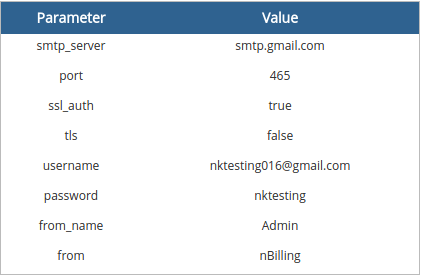 Parameter Value
smtp_server smtp.gmail.com
port 465
ssl_auth true
tls false
username nktesting016@gmail.com
password nktesting
from_name Admin
from nBilling